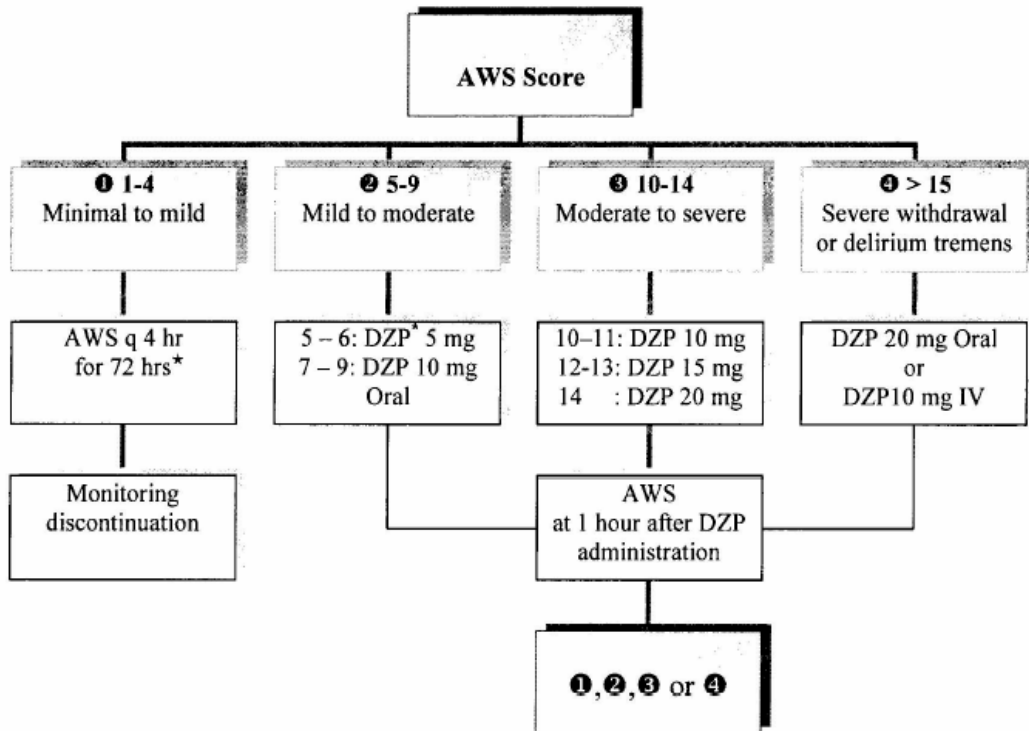 AWS Score
❶ 1-4
Minimal to mild
❷ 5-9
Mild to moderate
❸ 10-14
Moderate to severe
❹ > 15
Severe withdrawal
or delirium tremens
AWS q 4 hr
for 72 hrs★
5 – 6: DZP★ 5 mg
7 – 9: DZP 10 mg
Oral
10–11: DZP 10 mg
12-13: DZP 15 mg
14 : DZP 20 mg
DZP 20 mg Oral
or
DZP10 mg IV
Monitoring
discontinuation
AWS
at 1 hour after DZP
administration
❶,❷,❸ or ❹